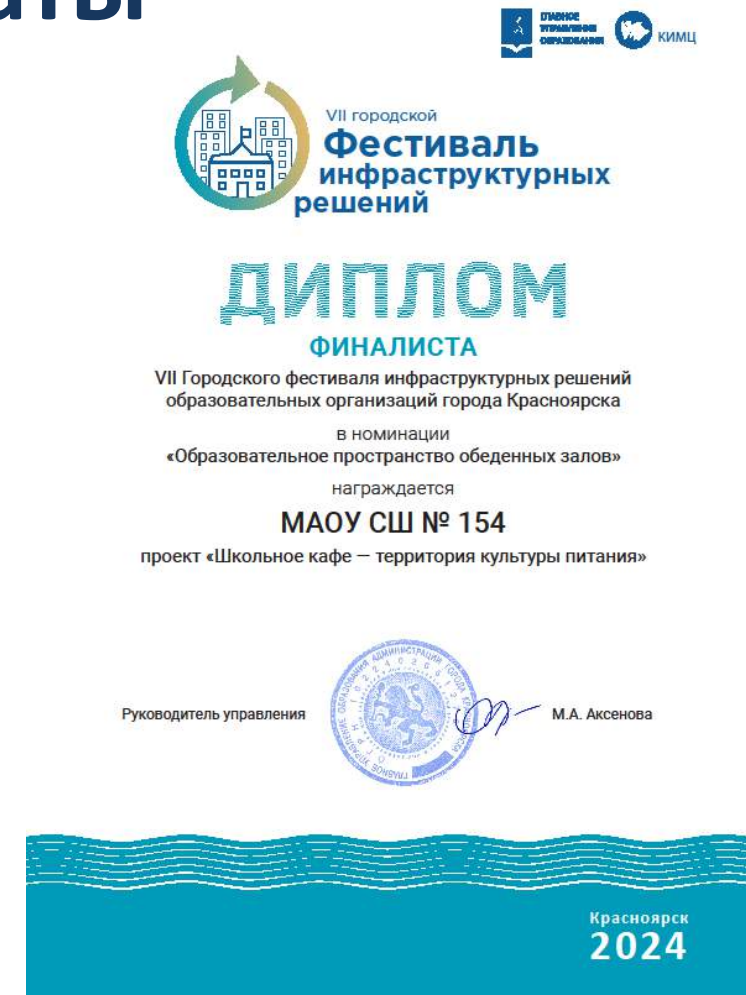 ГЛАВНОЕ
УПРАВЛЕНИЕ
ОБРАЗОВАНИЯ
КИМЦ
VII городской
Фестиваль
инфраструктурных
решений
ДИПЛОМ
ФИНАЛИСТА
VII Городского фестиваля инфраструктурных решений
образовательных организаций города Красноярска
в номинации
«Образовательное пространство обеденных залов»
награждается
МАОУ СШ № 154
проект «Школьное кафе — территория культуры питания»
Руководитель управления
М.А. Аксенова
Красноярск
2024